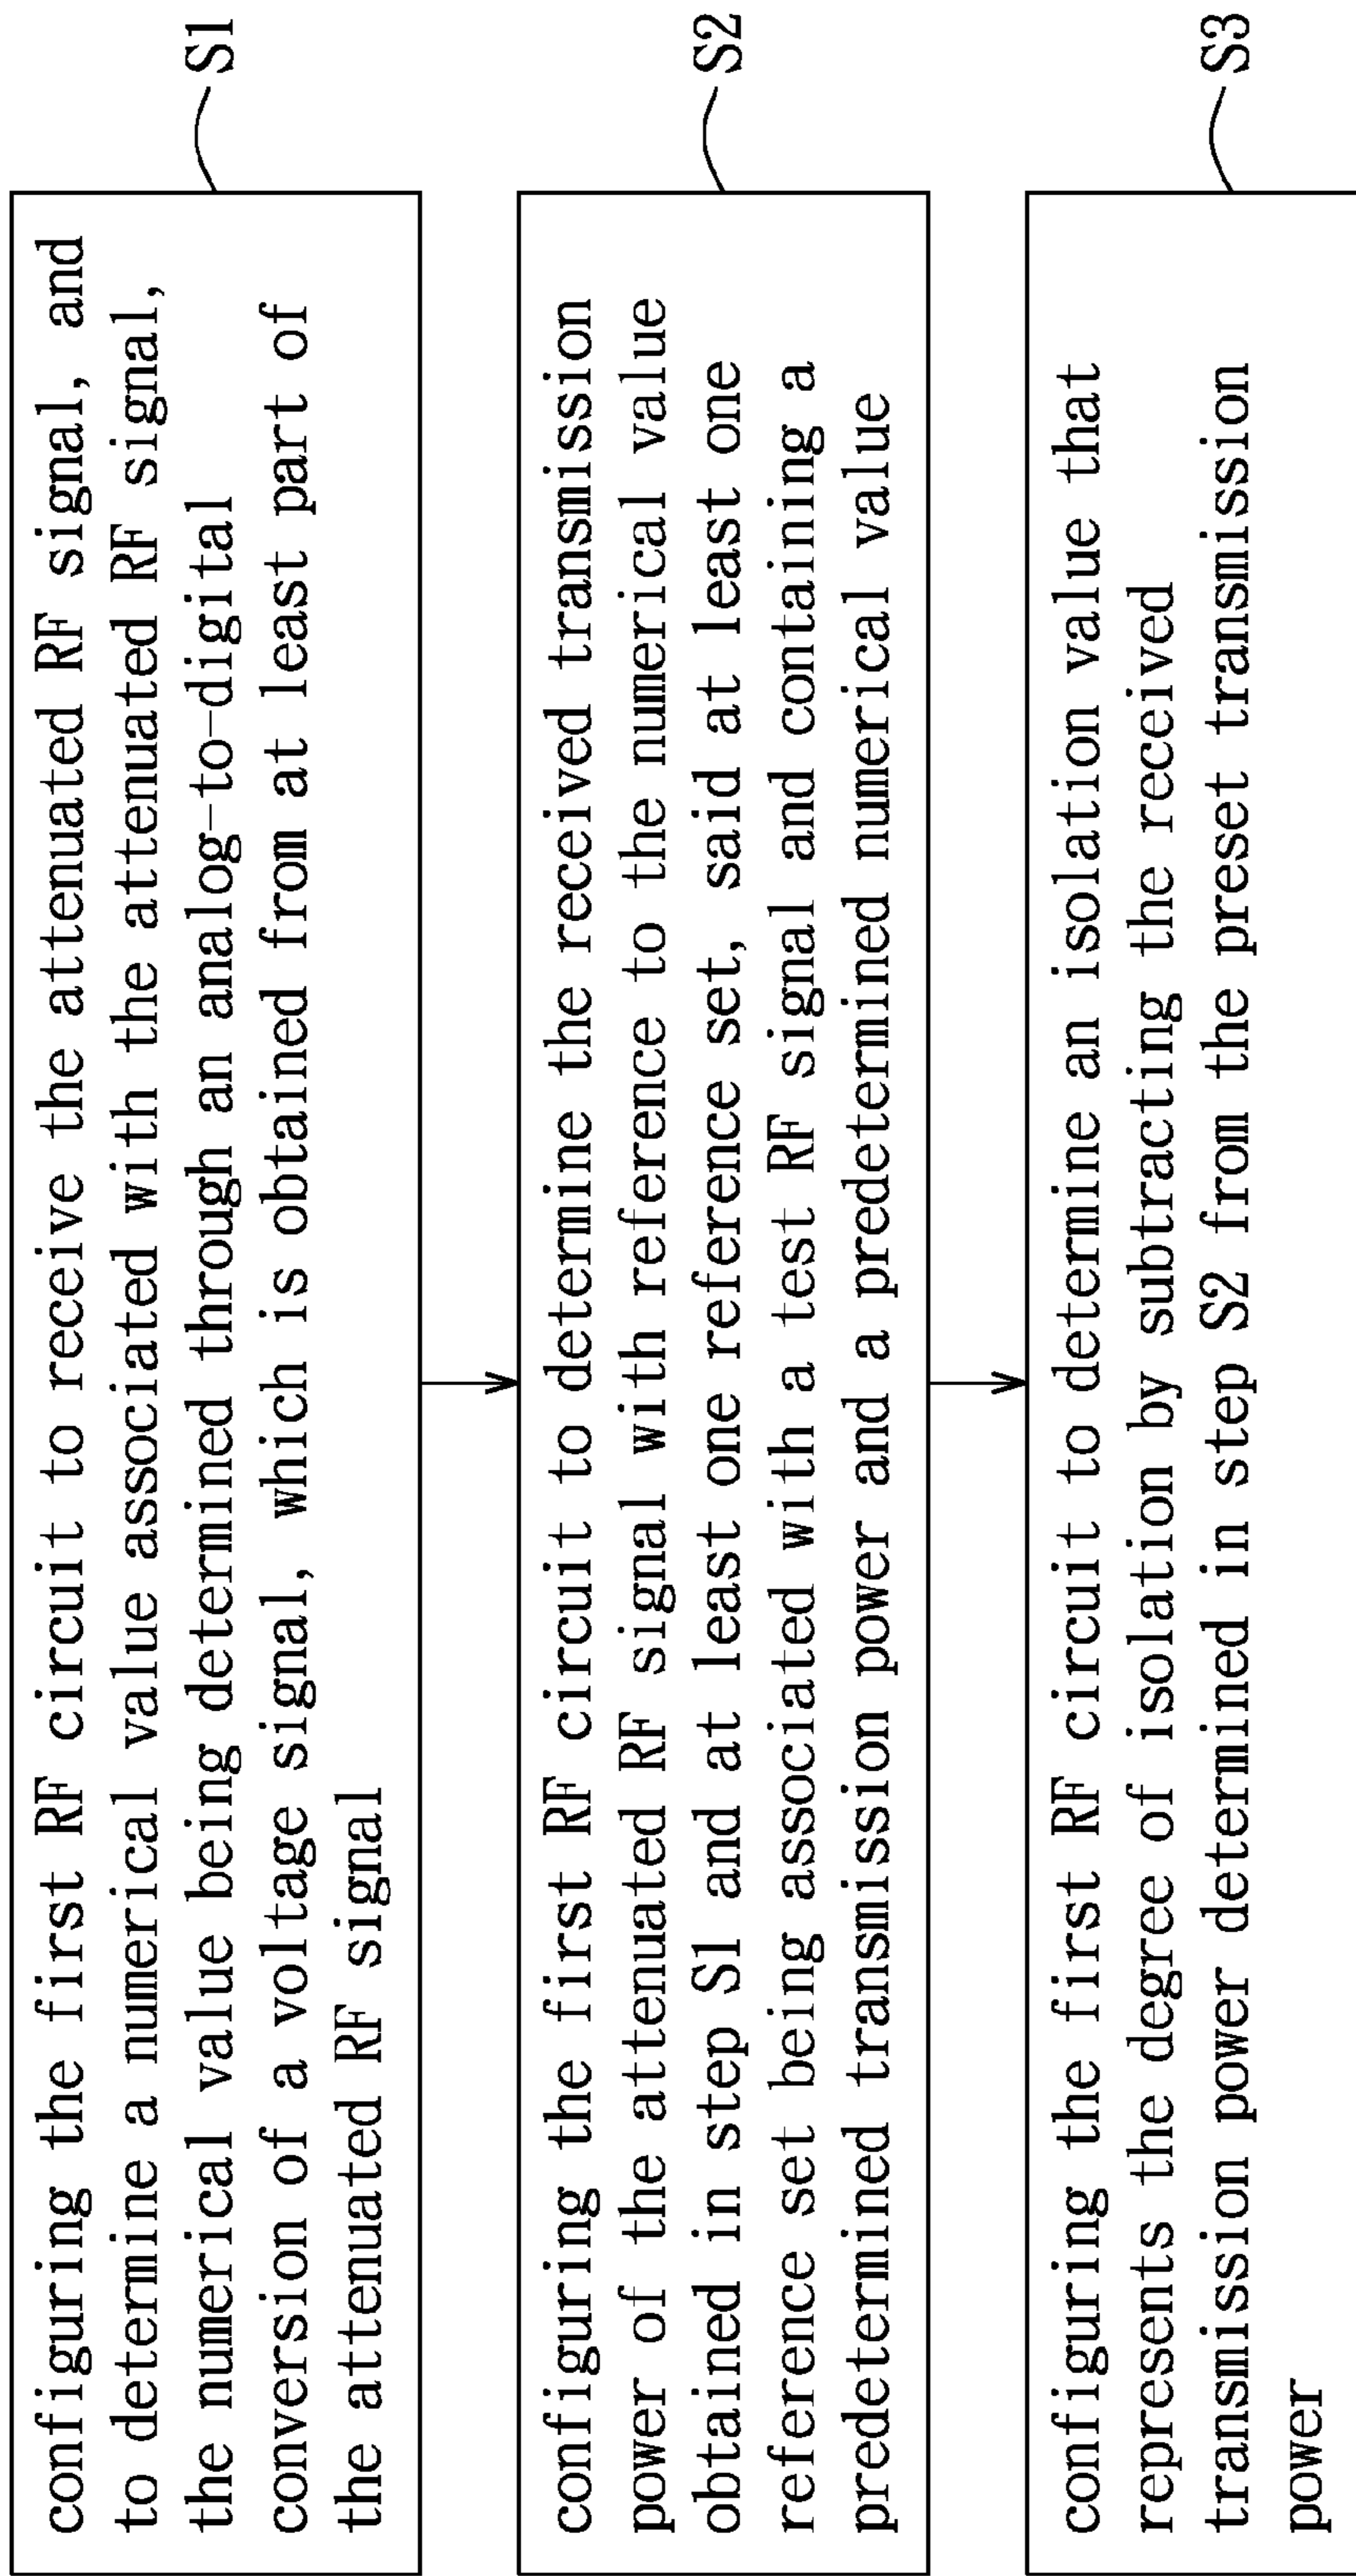 configuring the first RF circuit to receive the attenuated RF signal, and
to determine a numerical value associated with the attenuated RF signal,
the numerical value being determined through an analog-to-digital
conversion of a voltage signal, which is obtained from at least part of
the attenuated RF signal
S1
configuring the first RF circuit to determine the received transmission
power of the attenuated RF signal with reference to the numerical value
obtained in step S1 and at least one reference set, said at least one
reference set being associated with a test RF signal and containing a
predetermined transmission power and a predetermined numerical value
S2
configuring the first RF circuit to determine an isolation value that
represents the degree of isolation by subtracting the received
transmission power determined in step S2 from the preset transmission
power
S3